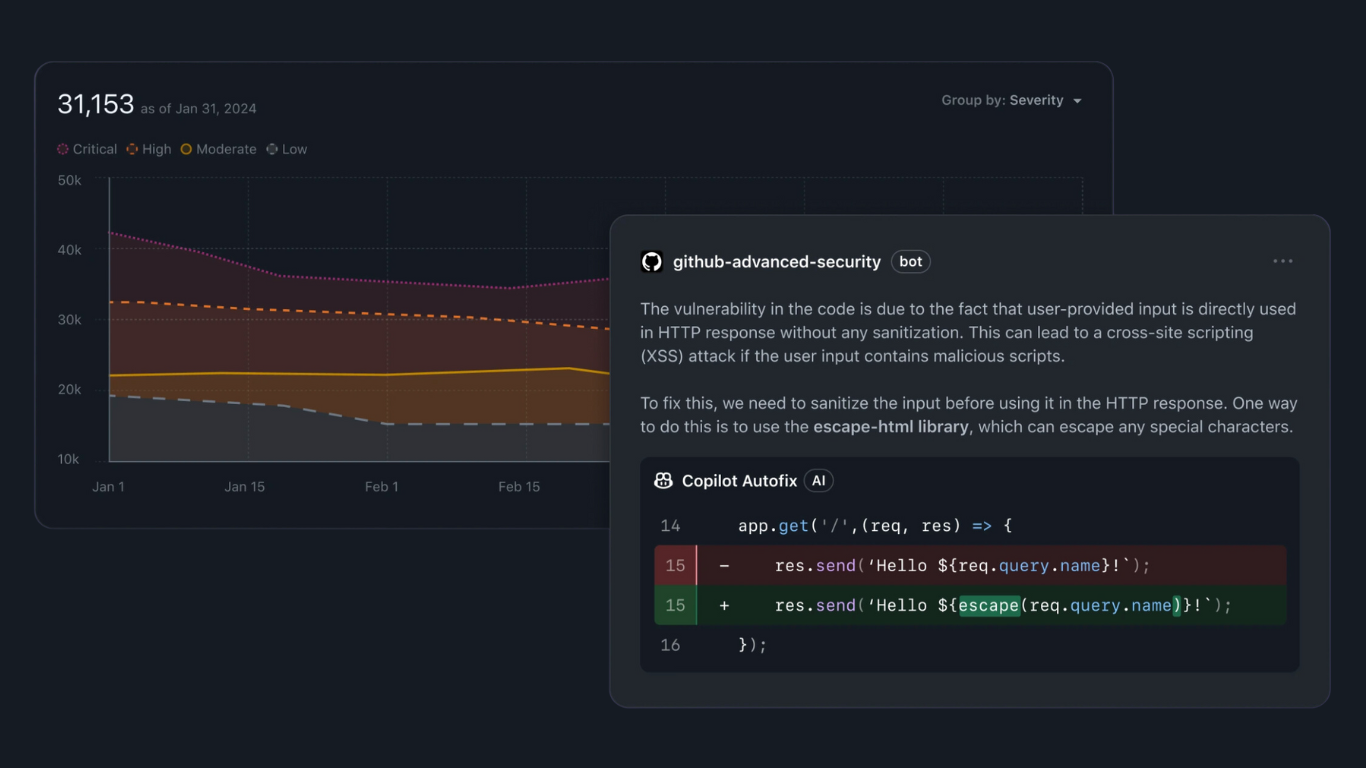 31,153 as of Jan 31, 2024
Group by: Severity
Critical High Moderate Low
50k
40k
30k
20k
10k
Jan 1 Jan 15 Feb 1 Feb 15
github-advanced-security bot
The vulnerability in the code is due to the fact that user-provided input is directly used
in HTTP response without any sanitization. This can lead to a cross-site scripting
(XSS) attack if the user input contains malicious scripts.
To fix this, we need to sanitize the input before using it in the HTTP response. One way
to do this is to use the escape-html library, which can escape any special characters.
Copilot Autofix AI
14 app.get('/',(req, res) => {
15 − res.send(‘Hello ${req.query.name}!`);
15 + res.send(‘Hello ${escape(req.query.name)}!`);
16 });